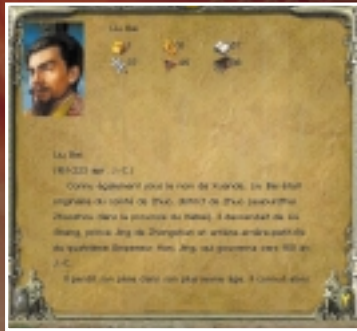 Liu Bei
Liu Bei
(161-223 apr. J.-C.)
Connu également sous le nom de Xuande, Liu Bei était
originaire du comté de Zhuo, district de Zhuo (aujourd'hui
Zhuozhou dans la province du Hebei). Il descendait de Liu
Sheng, prince Jing de Zhongshan et arrière-arrière-petit-fils
du quatrième Empereur Han, Jing, qui gouverna vers 150 av.
J.-C.
Il perdit son père dans son plus jeune âge. Il connut alors